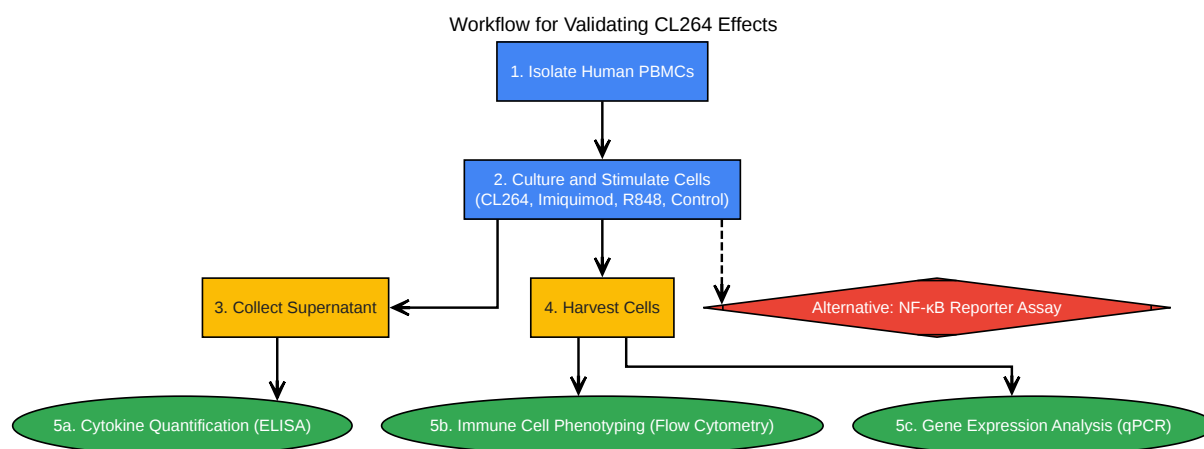 Workflow for Validating CL264 Effects
1. Isolate Human PBMCs
2. Culture and Stimulate Cells
(CL264, Imiquimod, R848, Control)
3. Collect Supernatant
4. Harvest Cells
Alternative: NF-κB Reporter Assay
5a. Cytokine Quantification (ELISA)
5b. Immune Cell Phenotyping (Flow Cytometry)
5c. Gene Expression Analysis (qPCR)